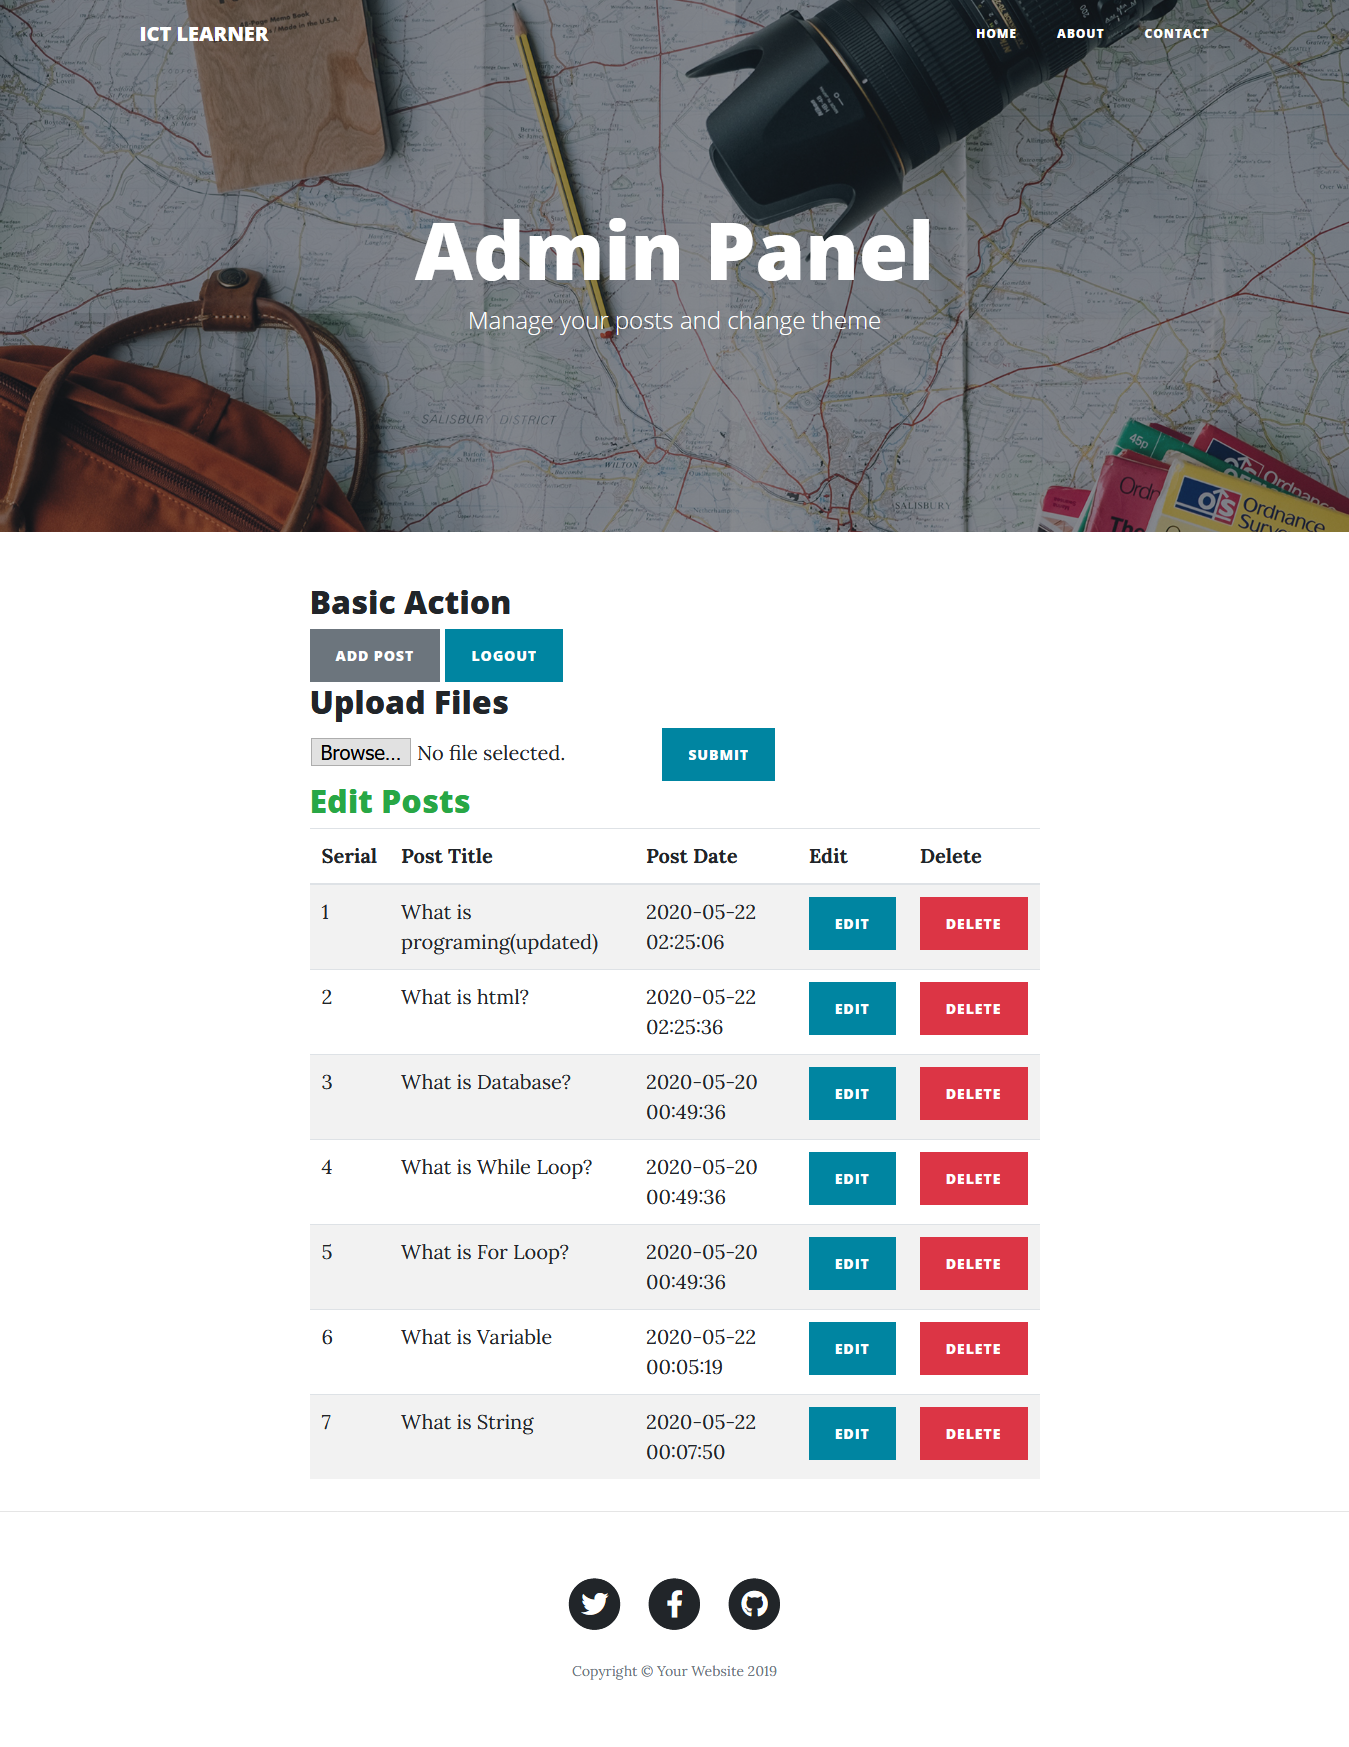 ICT LEARNER
HOME
ABOUT
CONTACT
Admin Panel
Manage your posts and change theme
SALISBURY DISTRICT
WILTON
SALISBURY
45p
Ordnance
Basic Action
ADD POST
LOGOUT
Upload Files
Browse...
No file selected.
SUBMIT
Edit Posts
Serial
Post Title
Post Date
Edit
Delete
1
What is
programing(updated)
2020-05-22
02:25:06
EDIT
DELETE
2
What is html?
2020-05-22
02:25:36
EDIT
DELETE
3
What is Database?
2020-05-20
00:49:36
EDIT
DELETE
4
What is While Loop?
2020-05-20
00:49:36
EDIT
DELETE
5
What is For Loop?
2020-05-20
00:49:36
EDIT
DELETE
6
What is Variable
2020-05-22
00:05:19
EDIT
DELETE
7
What is String
2020-05-22
00:07:50
EDIT
DELETE
Copyright © Your Website 2019